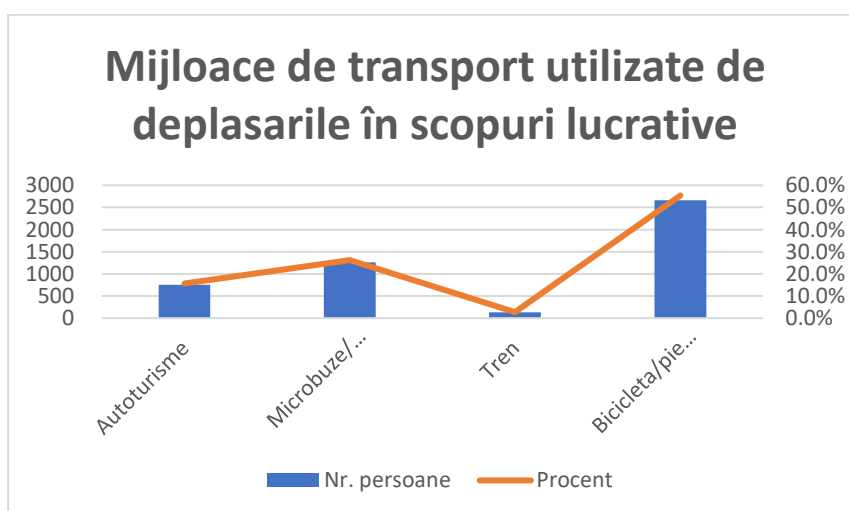 Mijloace de transport utilizate de
deplasarile în scopuri lucrative
3000
2500
2000
1500
1000
500
0
60.0%
50.0%
40.0%
30.0%
20.0%
10.0%
0.0%
Autoturisme
Microbuze/...
Tren
Bicicleta/pie...
Nr. persoane
Procent